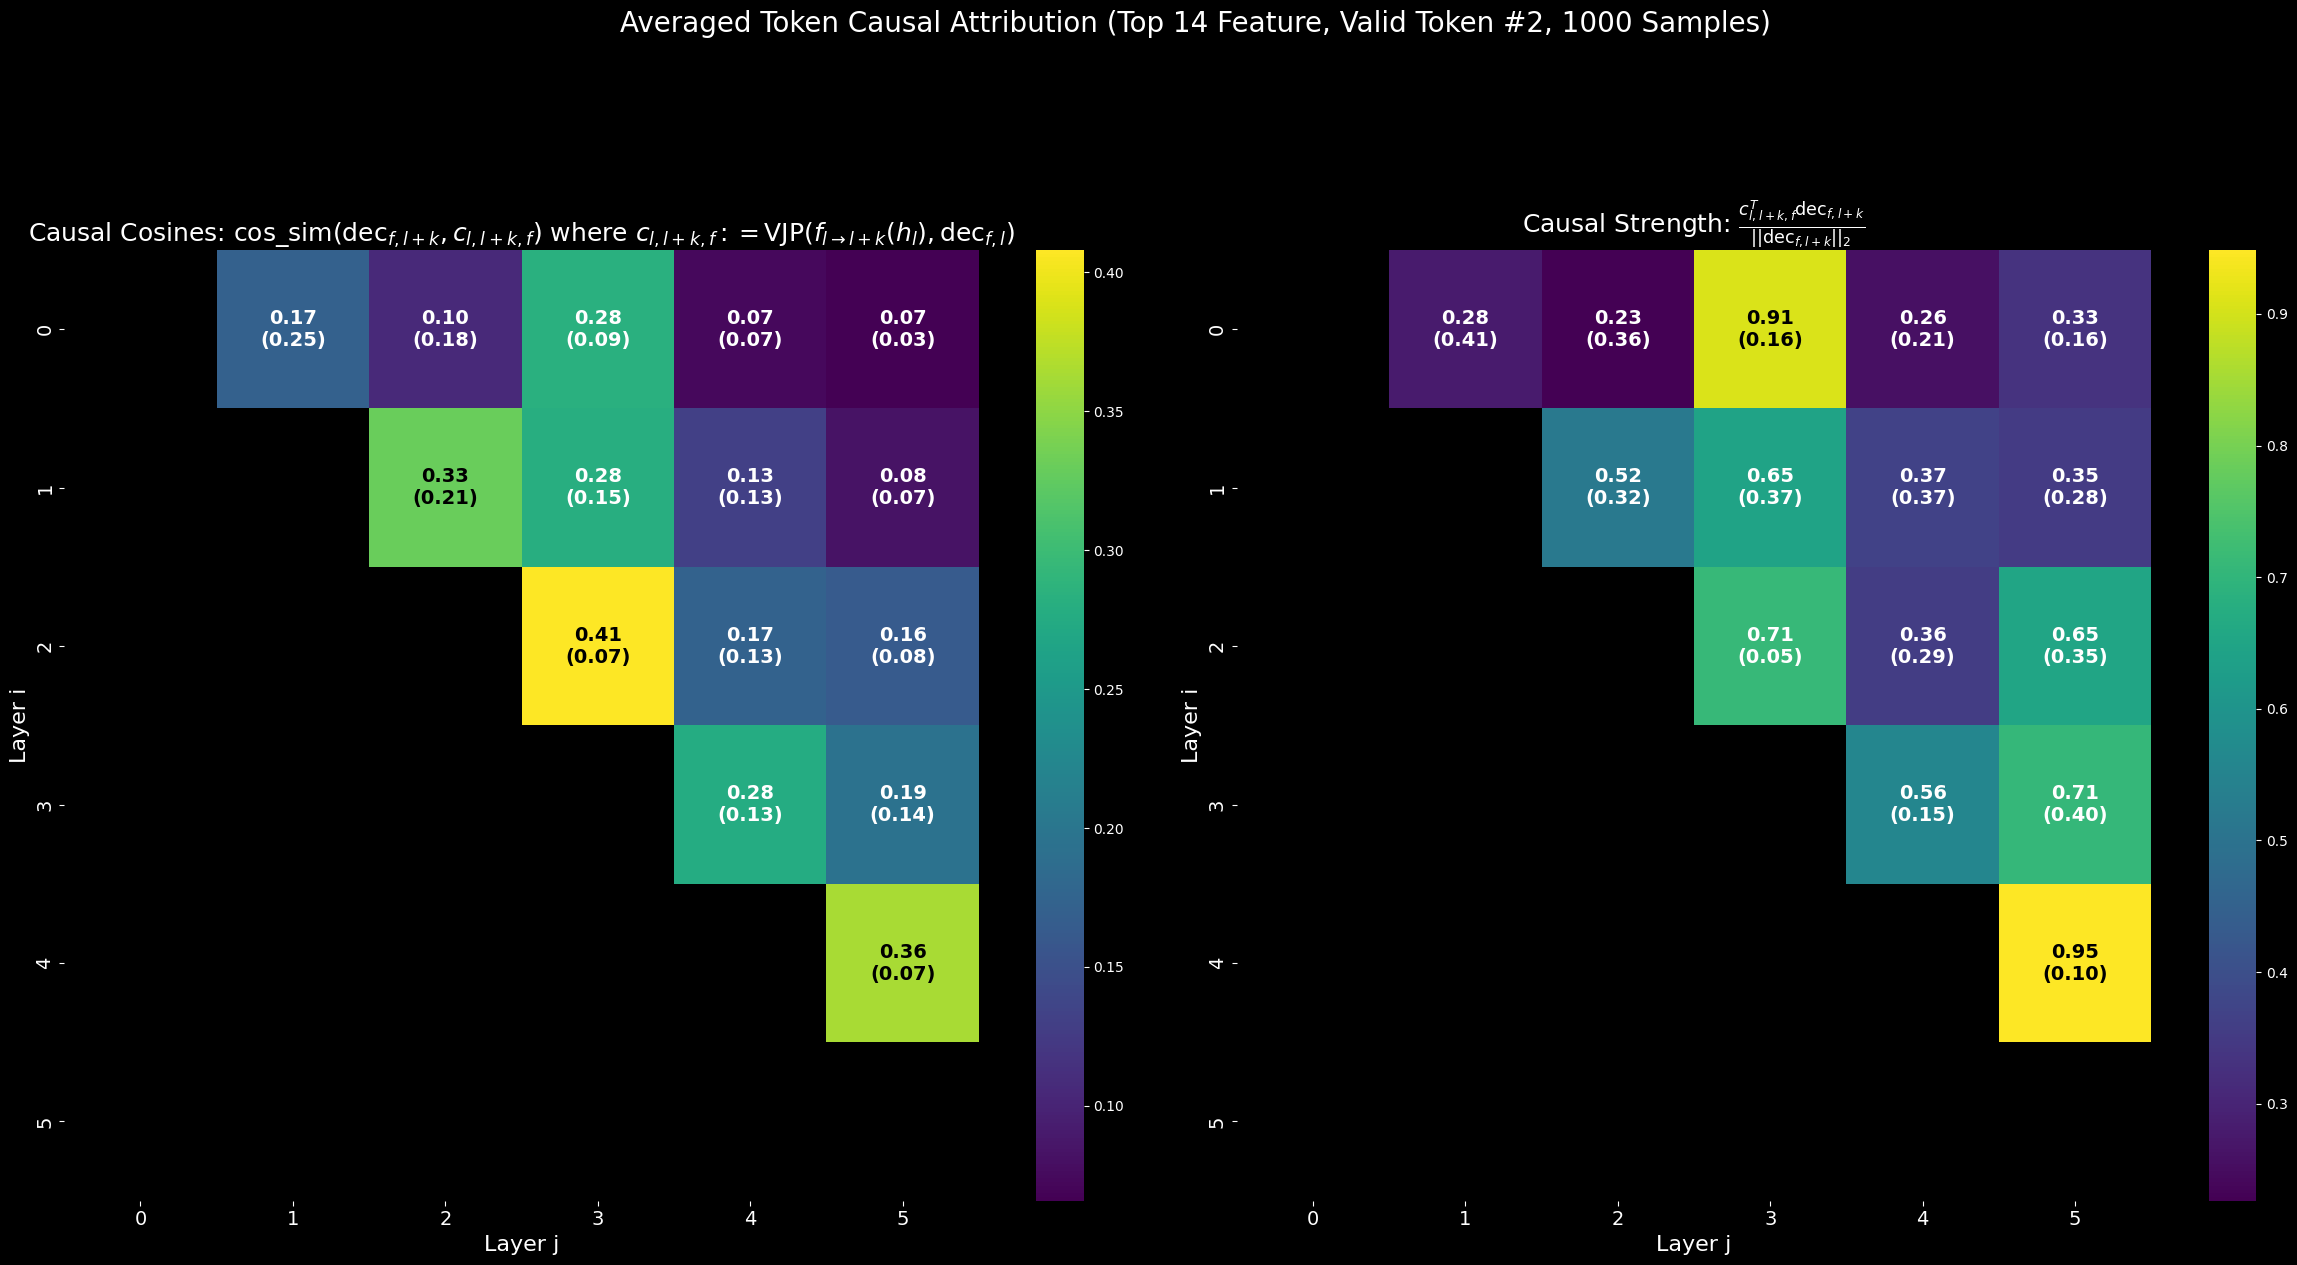 Averaged Token Causal Attribution (Top 14 Feature, Valid Token #2, 1000 Samples)
Causal Cosines: cos_sim(dec_{f,l+k}, c_{l,l+k,f}) where c_{l,l+k,f} := VJP(f_{l→l+k}(h_l), dec_{f,l})
0.17 0.10 0.28 0.07 0.07
(0.25) (0.18) (0.09) (0.07) (0.03)
0.33 0.28 0.13 0.08
(0.21) (0.15) (0.13) (0.07)
0.41 0.17 0.16
(0.07) (0.13) (0.08)
0.28 0.19
(0.13) (0.14)
0.36
(0.07)
0
1
2
3
4
5
Layer i
0 1 2 3 4 5
Layer j
0.40
0.35
0.30
0.25
0.20
0.15
0.10
Causal Strength: \frac{c^T_{l,l+k,f} dec_{f,l+k}}{||dec_{f,l+k}||_2}
0.28 0.23 0.91 0.26 0.33
(0.41) (0.36) (0.16) (0.21) (0.16)
0.52 0.65 0.37 0.35
(0.32) (0.37) (0.37) (0.28)
0.71 0.36 0.65
(0.05) (0.29) (0.35)
0.56 0.71
(0.15) (0.40)
0.95
(0.10)
0
1
2
3
4
5
Layer i
0 1 2 3 4 5
Layer j
0.9
0.8
0.7
0.6
0.5
0.4
0.3